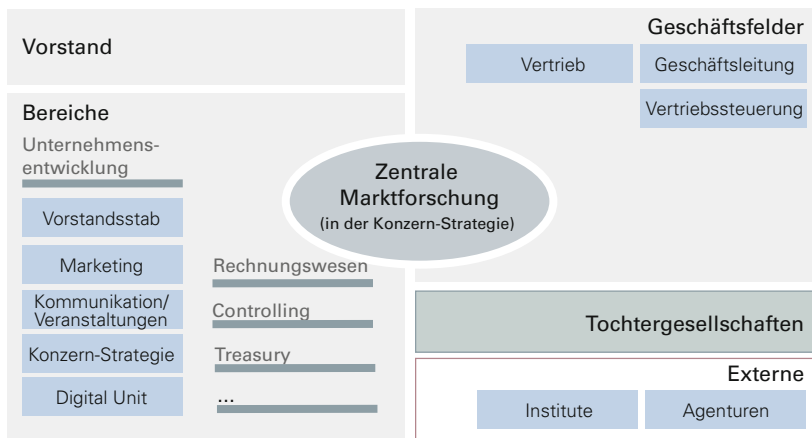 Vorstand
Bereiche
Unternehmens-
entwicklung
Vorstandsstab
Marketing
Kommunikation/
Veranstaltungen
Konzern-Strategie
Digital Unit
Rechnungswesen
Controlling
Treasury
...
Zentrale
Marktforschung
(in der Konzern-Strategie)
Geschäftsfelder
Vertrieb
Geschäftsleitung
Vertriebssteuerung
Tochtergesellschaften
Externe
Institute
Agenturen